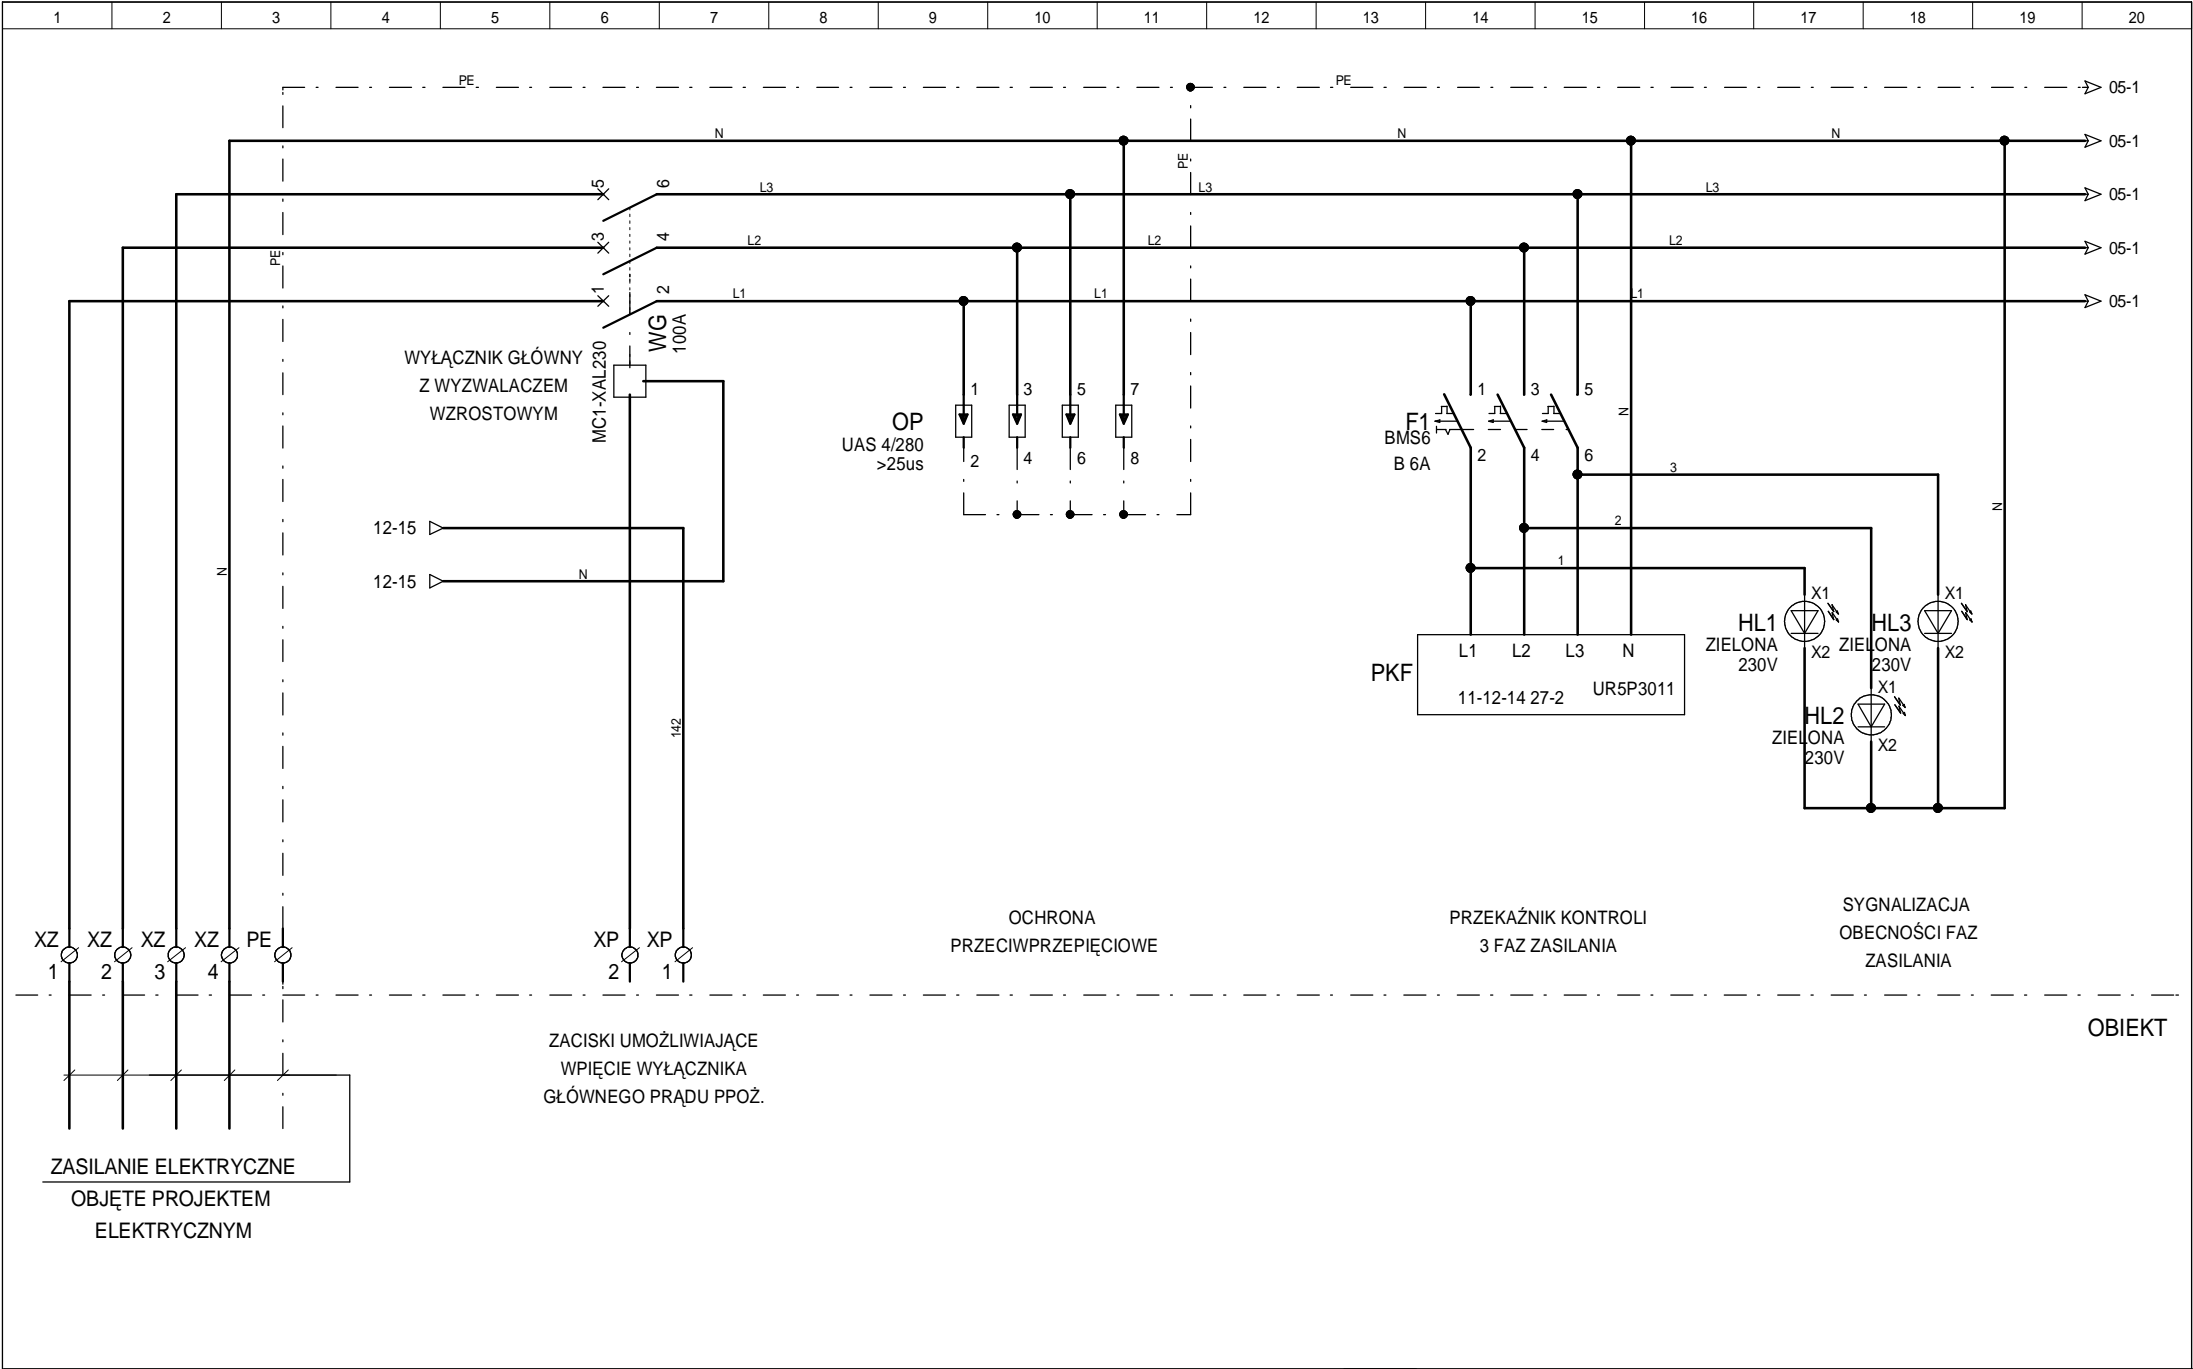 1 2 3 4 5 6 7 8 9 10 11 12 13 14 15 16 17 18 19 20
PE PE 05-1
N N N 05-1
PE
5 6 L3 L3 L3 05-1
3 4 L2 L2 L2 05-1
PE
1 2 L1 L1 L1 05-1
WG
100A
MC1-XAL230
WYŁĄCZNIK GŁÓWNY
Z WYZWALACZEM
WZROSTOWYM
1 3 5 7
OP
UAS 4/280
>25us
2 4 6 8
1 3 5
N
F1
BMS6
B 6A
2 4 6
3
2
1
N
12-15
12-15 N
N
142
X1 X1
HL1
ZIELONA
230V
X2
HL3
ZIELONA
230V
X2
L1 L2 L3 N
PKF
11-12-14 27-2
UR5P3011
X1
HL2
ZIELONA
230V
X2
OCHRONA
PRZECIWPRZEPIĘCIOWE
PRZEKAŹNIK KONTROLI
3 FAZ ZASILANIA
SYGNALIZACJA
OBECNOŚCI FAZ
ZASILANIA
XZ XZ XZ XZ PE XP XP
1 2 3 4 2 1
OBIEKT
ZACISKI UMOŻLIWIAJĄCE
WPIĘCIE WYŁĄCZNIKA
GŁÓWNEGO PRĄDU PPOŻ.
ZASILANIE ELEKTRYCZNE
OBJĘTE PROJEKTEM
ELEKTRYCZNYM